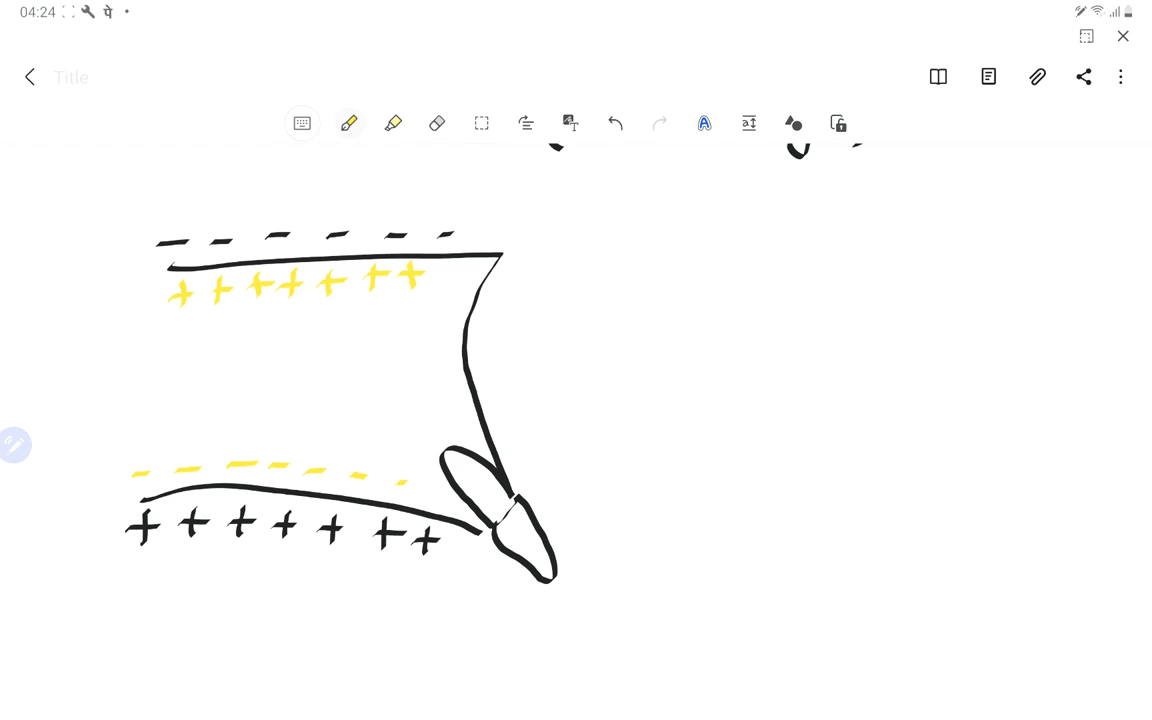 04:24 पे
Title
A
- - - - - -
+ + + + + + +
- - - - - - -
+ + + + + + +